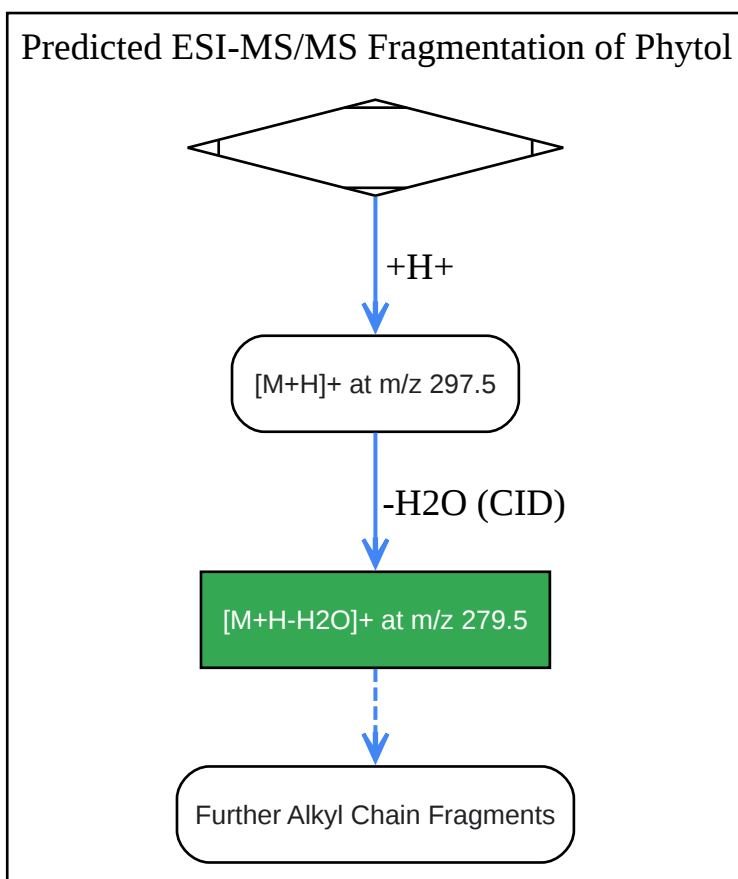 Predicted ESI-MS/MS Fragmentation of Phytol
+H+
[M+H]+ at m/z 297.5
-H2O (CID)
[M+H-H2O]+ at m/z 279.5
Further Alkyl Chain Fragments